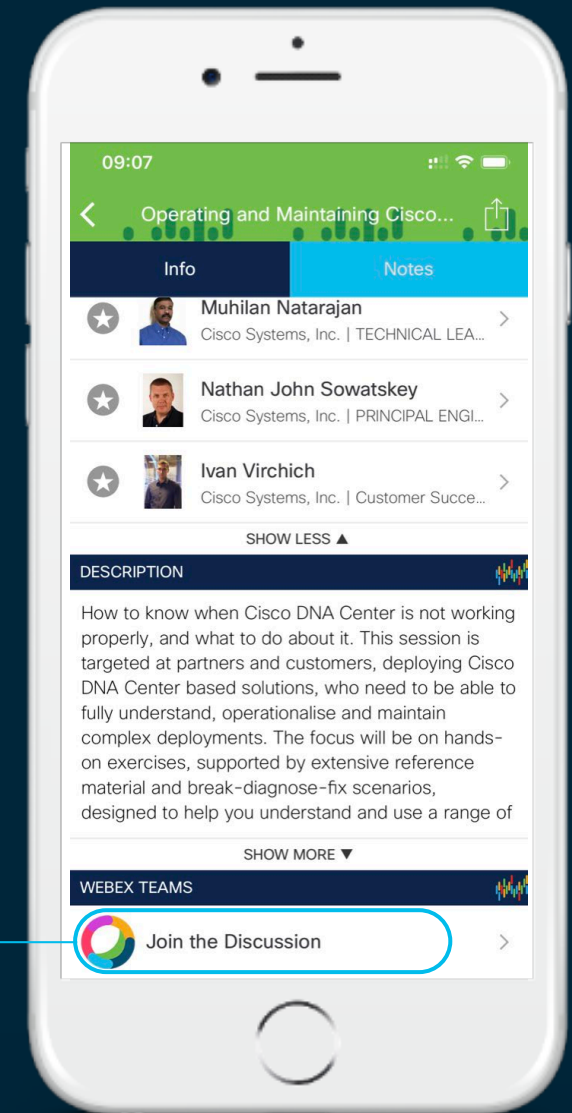 09:07
Operating and Maintaining Cisco...
Info
Notes
Muhilan Natarajan
Cisco Systems, Inc. | TECHNICAL LEA...
Nathan John Sowatskey
Cisco Systems, Inc. | PRINCIPAL ENGI...
Ivan Virchich
Cisco Systems, Inc. | Customer Succe...
SHOW LESS ▲
DESCRIPTION
How to know when Cisco DNA Center is not working
properly, and what to do about it. This session is
targeted at partners and customers, deploying Cisco
DNA Center based solutions, who need to be able to
fully understand, operationalise and maintain
complex deployments. The focus will be on hands-
on exercises, supported by extensive reference
material and break-diagnose-fix scenarios,
designed to help you understand and use a range of
SHOW MORE ▼
WEBEX TEAMS
Join the Discussion